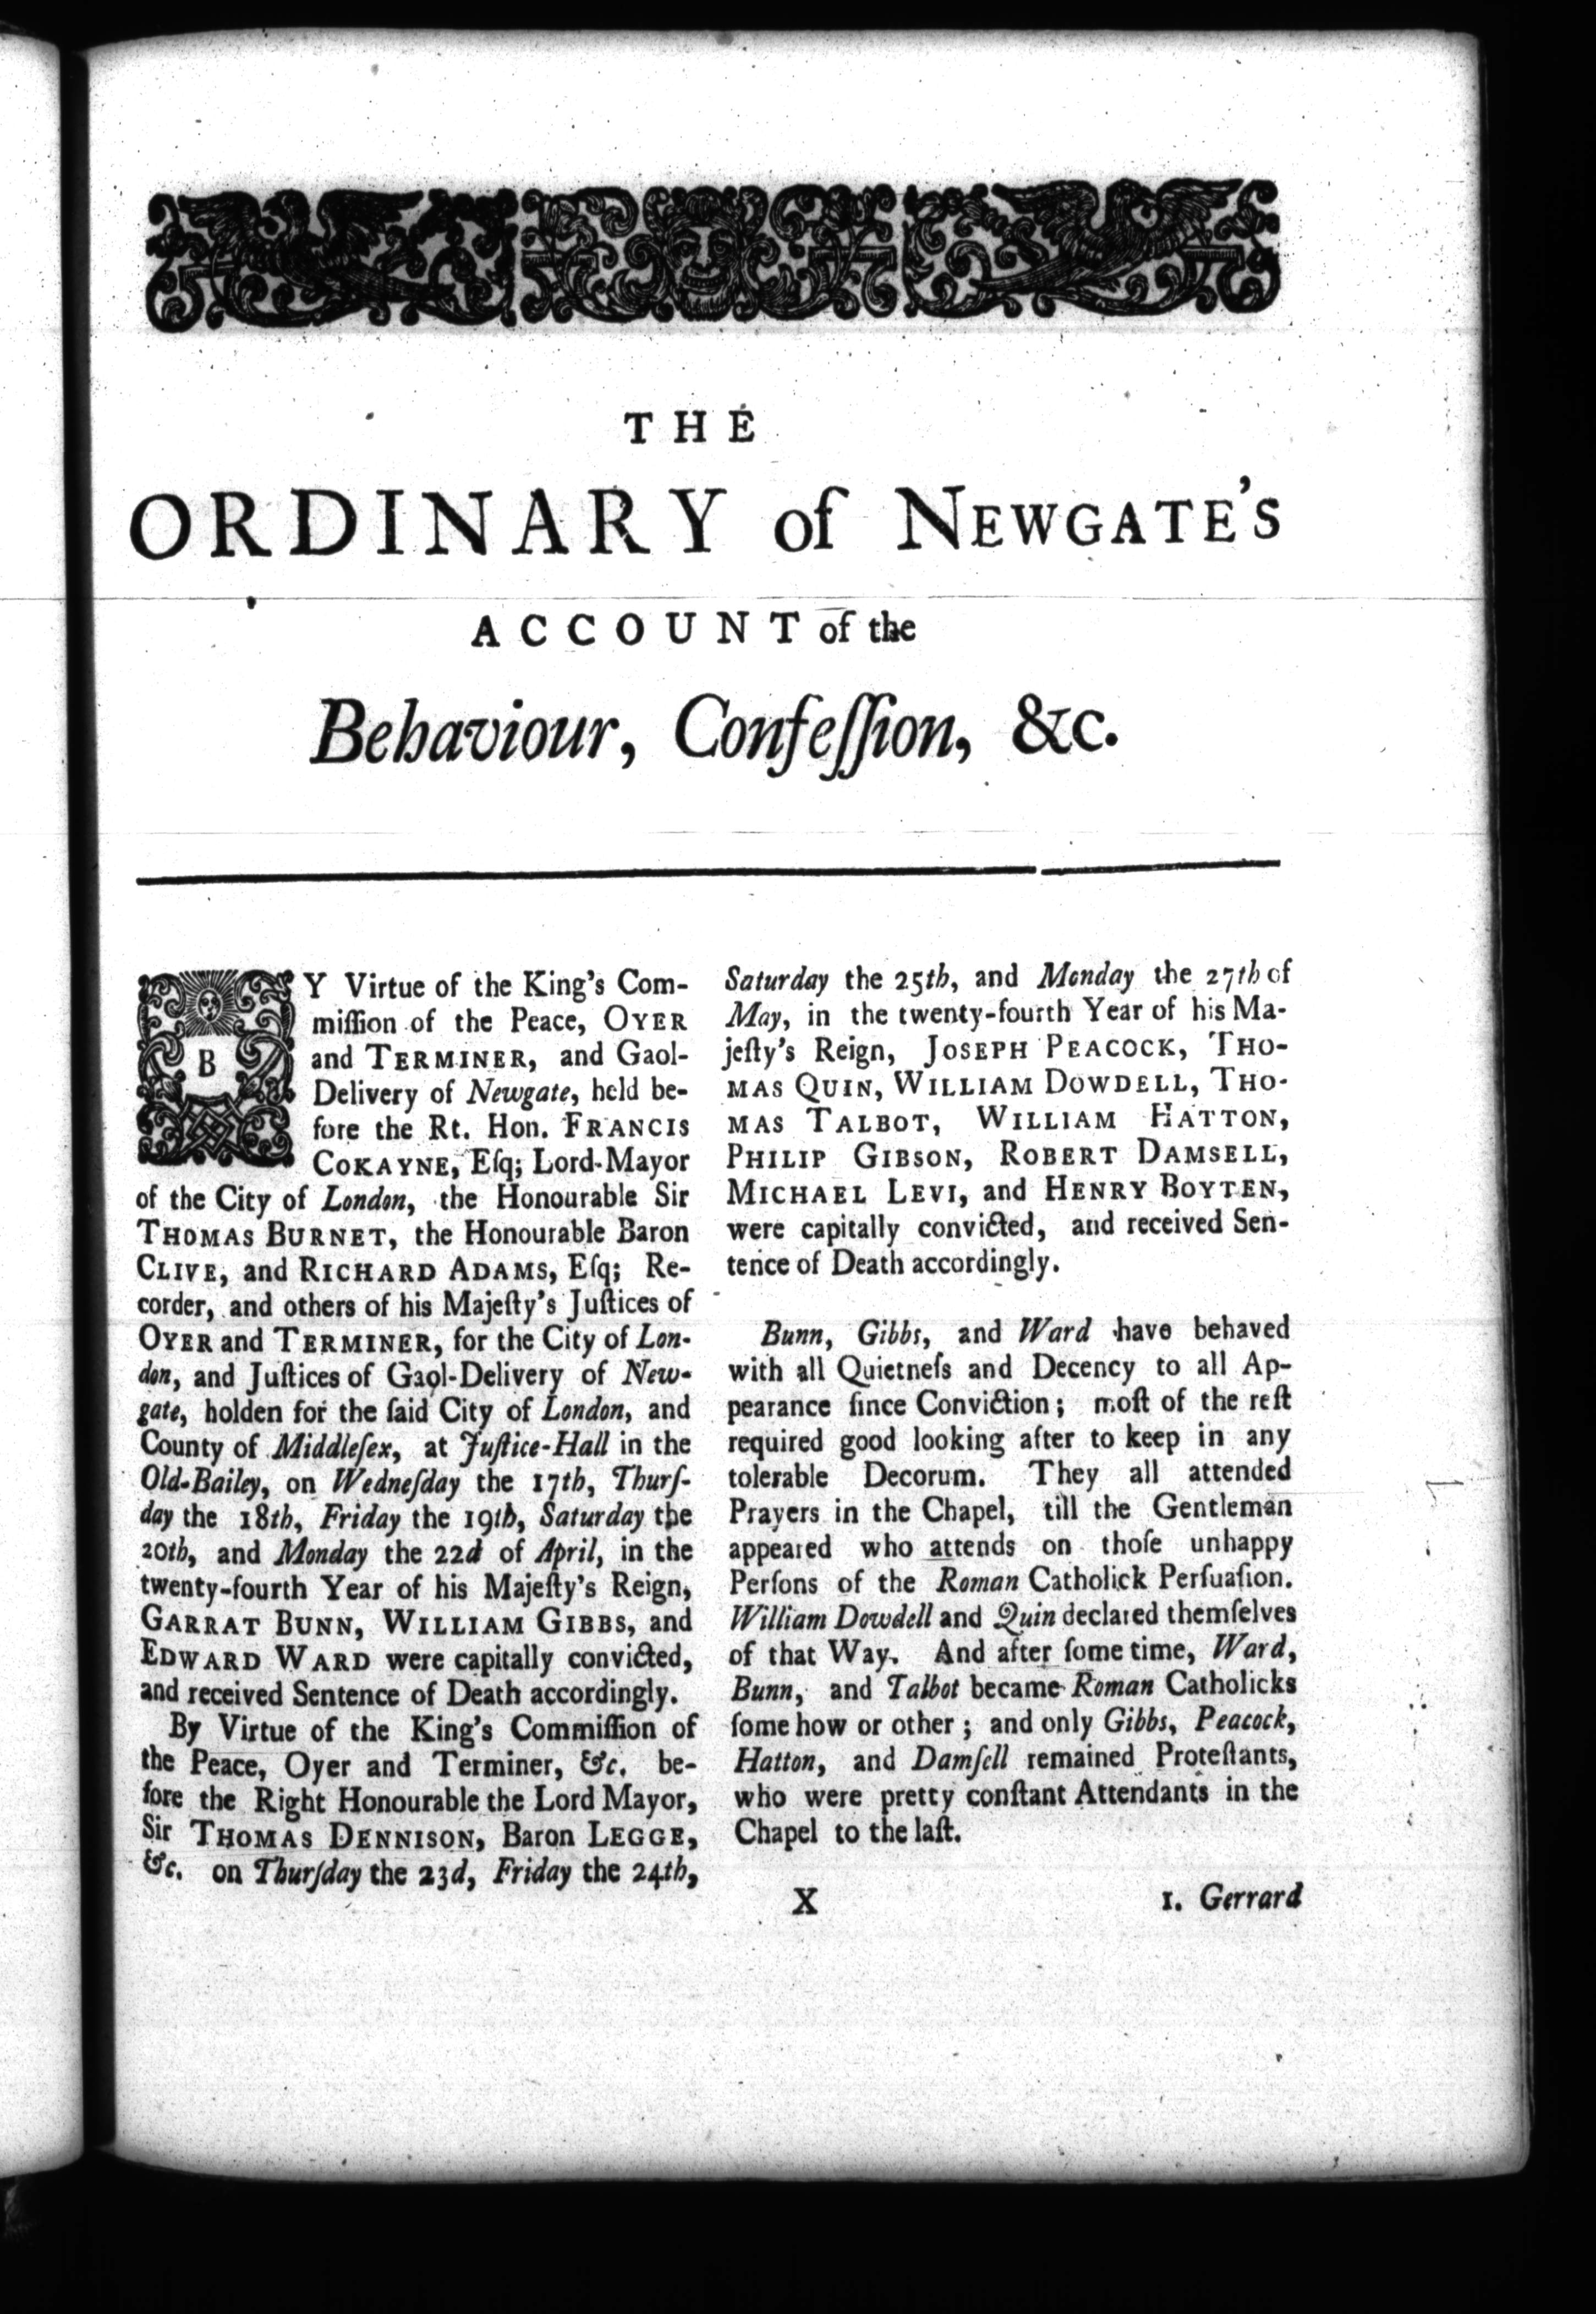 THE
ORDINARY of NEWGATE'S
ACCOUNT of the
Behaviour, Confeſſion, &c.
BY Virtue of the King's Com-
miſſion of the Peace, OYER
and TERMINER, and Gaol-
Delivery of Newgate, held be-
fore the Rt. Hon. FRANCIS
COKAYNE, Eſq; Lord-Mayor
of the City of London, the Honourable Sir
THOMAS BURNET, the Honourable Baron
CLIVE, and RICHARD ADAMS, Eſq; Re-
corder, and others of his Majeſty's Juſtices of
OYER and TERMINER, for the City of Lon-
don, and Juſtices of Gaol-Delivery of New-
gate, holden for the ſaid City of London, and
County of Middleſex, at Juſtice-Hall in the
Old-Bailey, on Wedneſday the 17th, Thurſ-
day the 18th, Friday the 19th, Saturday the
20th, and Monday the 22d of April, in the
twenty-fourth Year of his Majeſty's Reign,
GARRAT BUNN, WILLIAM GIBBS, and
EDWARD WARD were capitally convicted,
and received Sentence of Death accordingly.
By Virtue of the King's Commiſſion of
the Peace, Oyer and Terminer, &c. be-
fore the Right Honourable the Lord Mayor,
Sir THOMAS DENNISON, Baron LEGGE,
&c. on Thurſday the 23d, Friday the 24th,
Saturday the 25th, and Monday the 27th of
May, in the twenty-fourth Year of his Ma-
jeſty's Reign, JOSEPH PEACOCK, THO-
MAS QUIN, WILLIAM DOWDELL, THO-
MAS TALBOT, WILLIAM HATTON,
PHILIP GIBSON, ROBERT DAMSELL,
MICHAEL LEVI, and HENRY BOYTEN,
were capitally convicted, and received Sen-
tence of Death accordingly.
Bunn, Gibbs, and Ward have behaved
with all Quietneſs and Decency to all Ap-
pearance ſince Conviction; moſt of the reſt
required good looking after to keep in any
tolerable Decorum. They all attended
Prayers in the Chapel, till the Gentleman
appeared who attends on thoſe unhappy
Perſons of the Roman Catholick Perſuaſion.
William Dowdell and Quin declared themſelves
of that Way. And after ſome time, Ward,
Bunn, and Talbot became Roman Catholicks
ſome how or other; and only Gibbs, Peacock,
Hatton, and Damſell remained Proteſtants,
who were pretty conſtant Attendants in the
Chapel to the laſt.
X 1. Gerrard